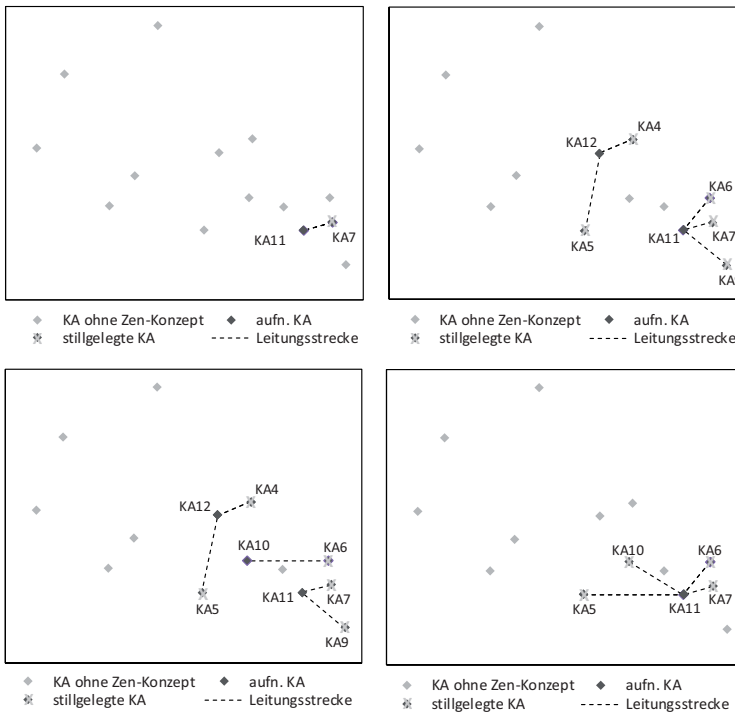 KA11
KA7
KA ohne Zen-Konzept
aufn. KA
stillgelegte KA
Leitungsstrecke
KA4
KA12
KA6
KA7
KA11
KA5
KA
KA ohne Zen-Konzept
aufn. KA
stillgelegte KA
Leitungsstrecke
KA4
KA12
KA10
KA6
KA11
KA7
KA5
KA9
KA ohne Zen-Konzept
aufn. KA
stillgelegte KA
Leitungsstrecke
KA10
KA6
KA7
KA5
KA11
KA ohne Zen-Konzept
aufn. KA
stillgelegte KA
Leitungsstrecke